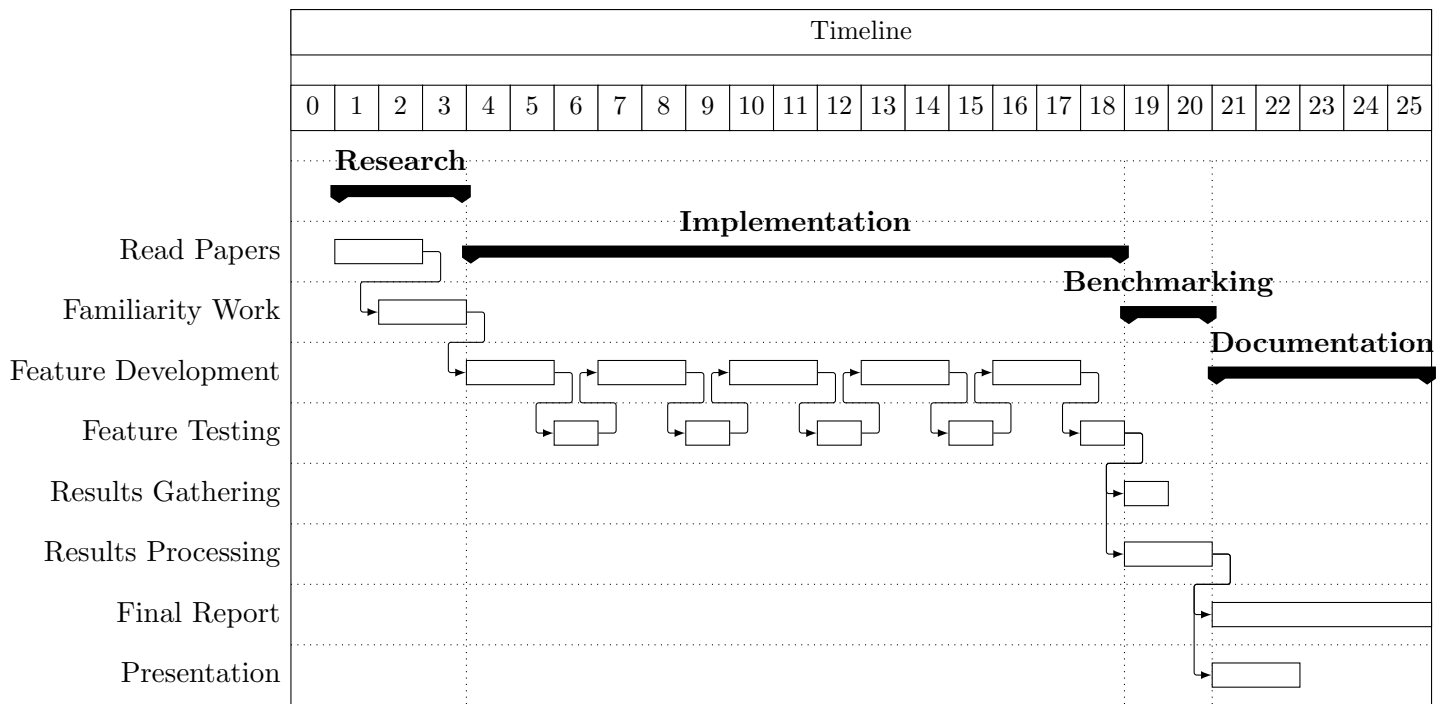 Timeline
0 1 2 3 4 5 6 7 8 9 10 11 12 13 14 15 16 17 18 19 20 21 22 23 24 25
Research
Implementation
Read Papers
Benchmarking
Familiarity Work
Documentation
Feature Development
Feature Testing
Results Gathering
Results Processing
Final Report
Presentation